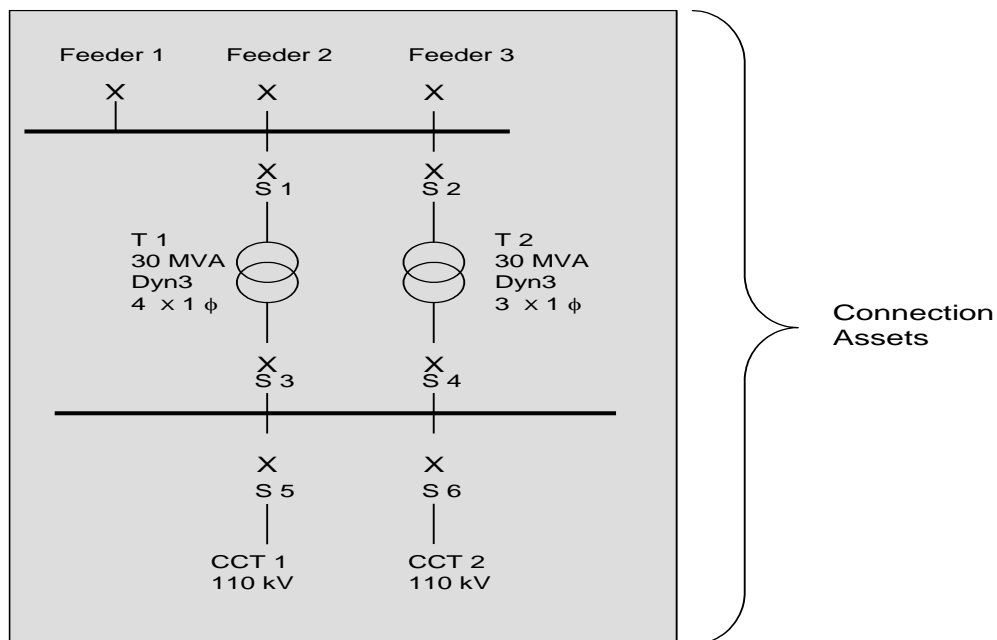 Feeder 1
Feeder 2
Feeder 3
X
X
X
X
S 1
X
S 2
T 1
30 MVA
Dyn3
4 x 1 ϕ
T 2
30 MVA
Dyn3
3 x 1 ϕ
X
S 3
X
S 4
X
S 5
X
S 6
CCT 1
110 kV
CCT 2
110 kV
Connection
Assets